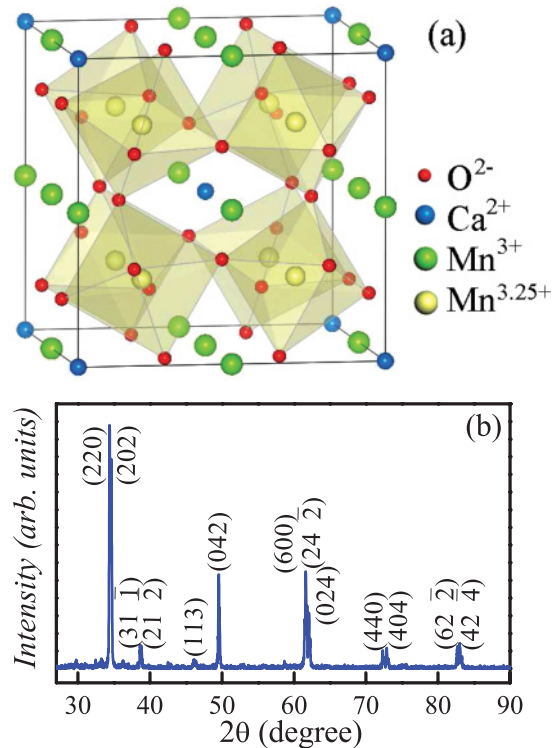 (a)
O²⁻
Ca²⁺
Mn³⁺
Mn³·²⁵⁺
(b)
Intensity (arb. units)
(220)
(202)
(31 1̄)
(21 2̄)
(113)
(042)
(600)
(24 2̄)
(024)
(440)
(404)
(62 2̄)
(42 4̄)
30 40 50 60 70 80 90
2θ (degree)